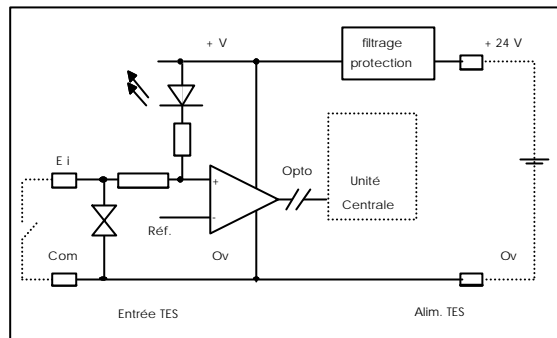 + V
filtrage
protection
+ 24 V
E i
+
Opto
Unité
Centrale
Réf.
-
Com
Ov
Ov
Entrée TES
Alim. TES